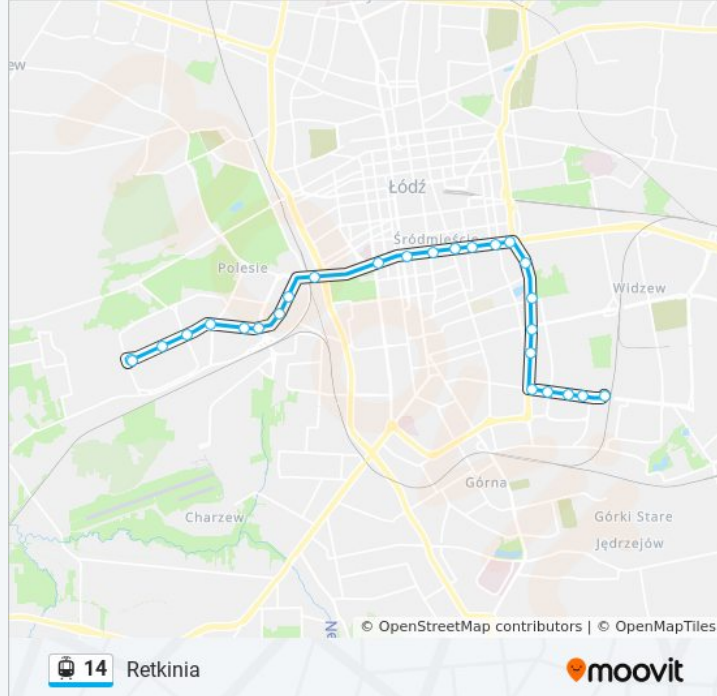 ew
Łódź
Śródmieście
Polesie
Widzew
Górna
Charzew
Górki Stare
Jędrzejów
Ne
© OpenStreetMap contributors | © OpenMapTiles
14 Retkinia
moovit